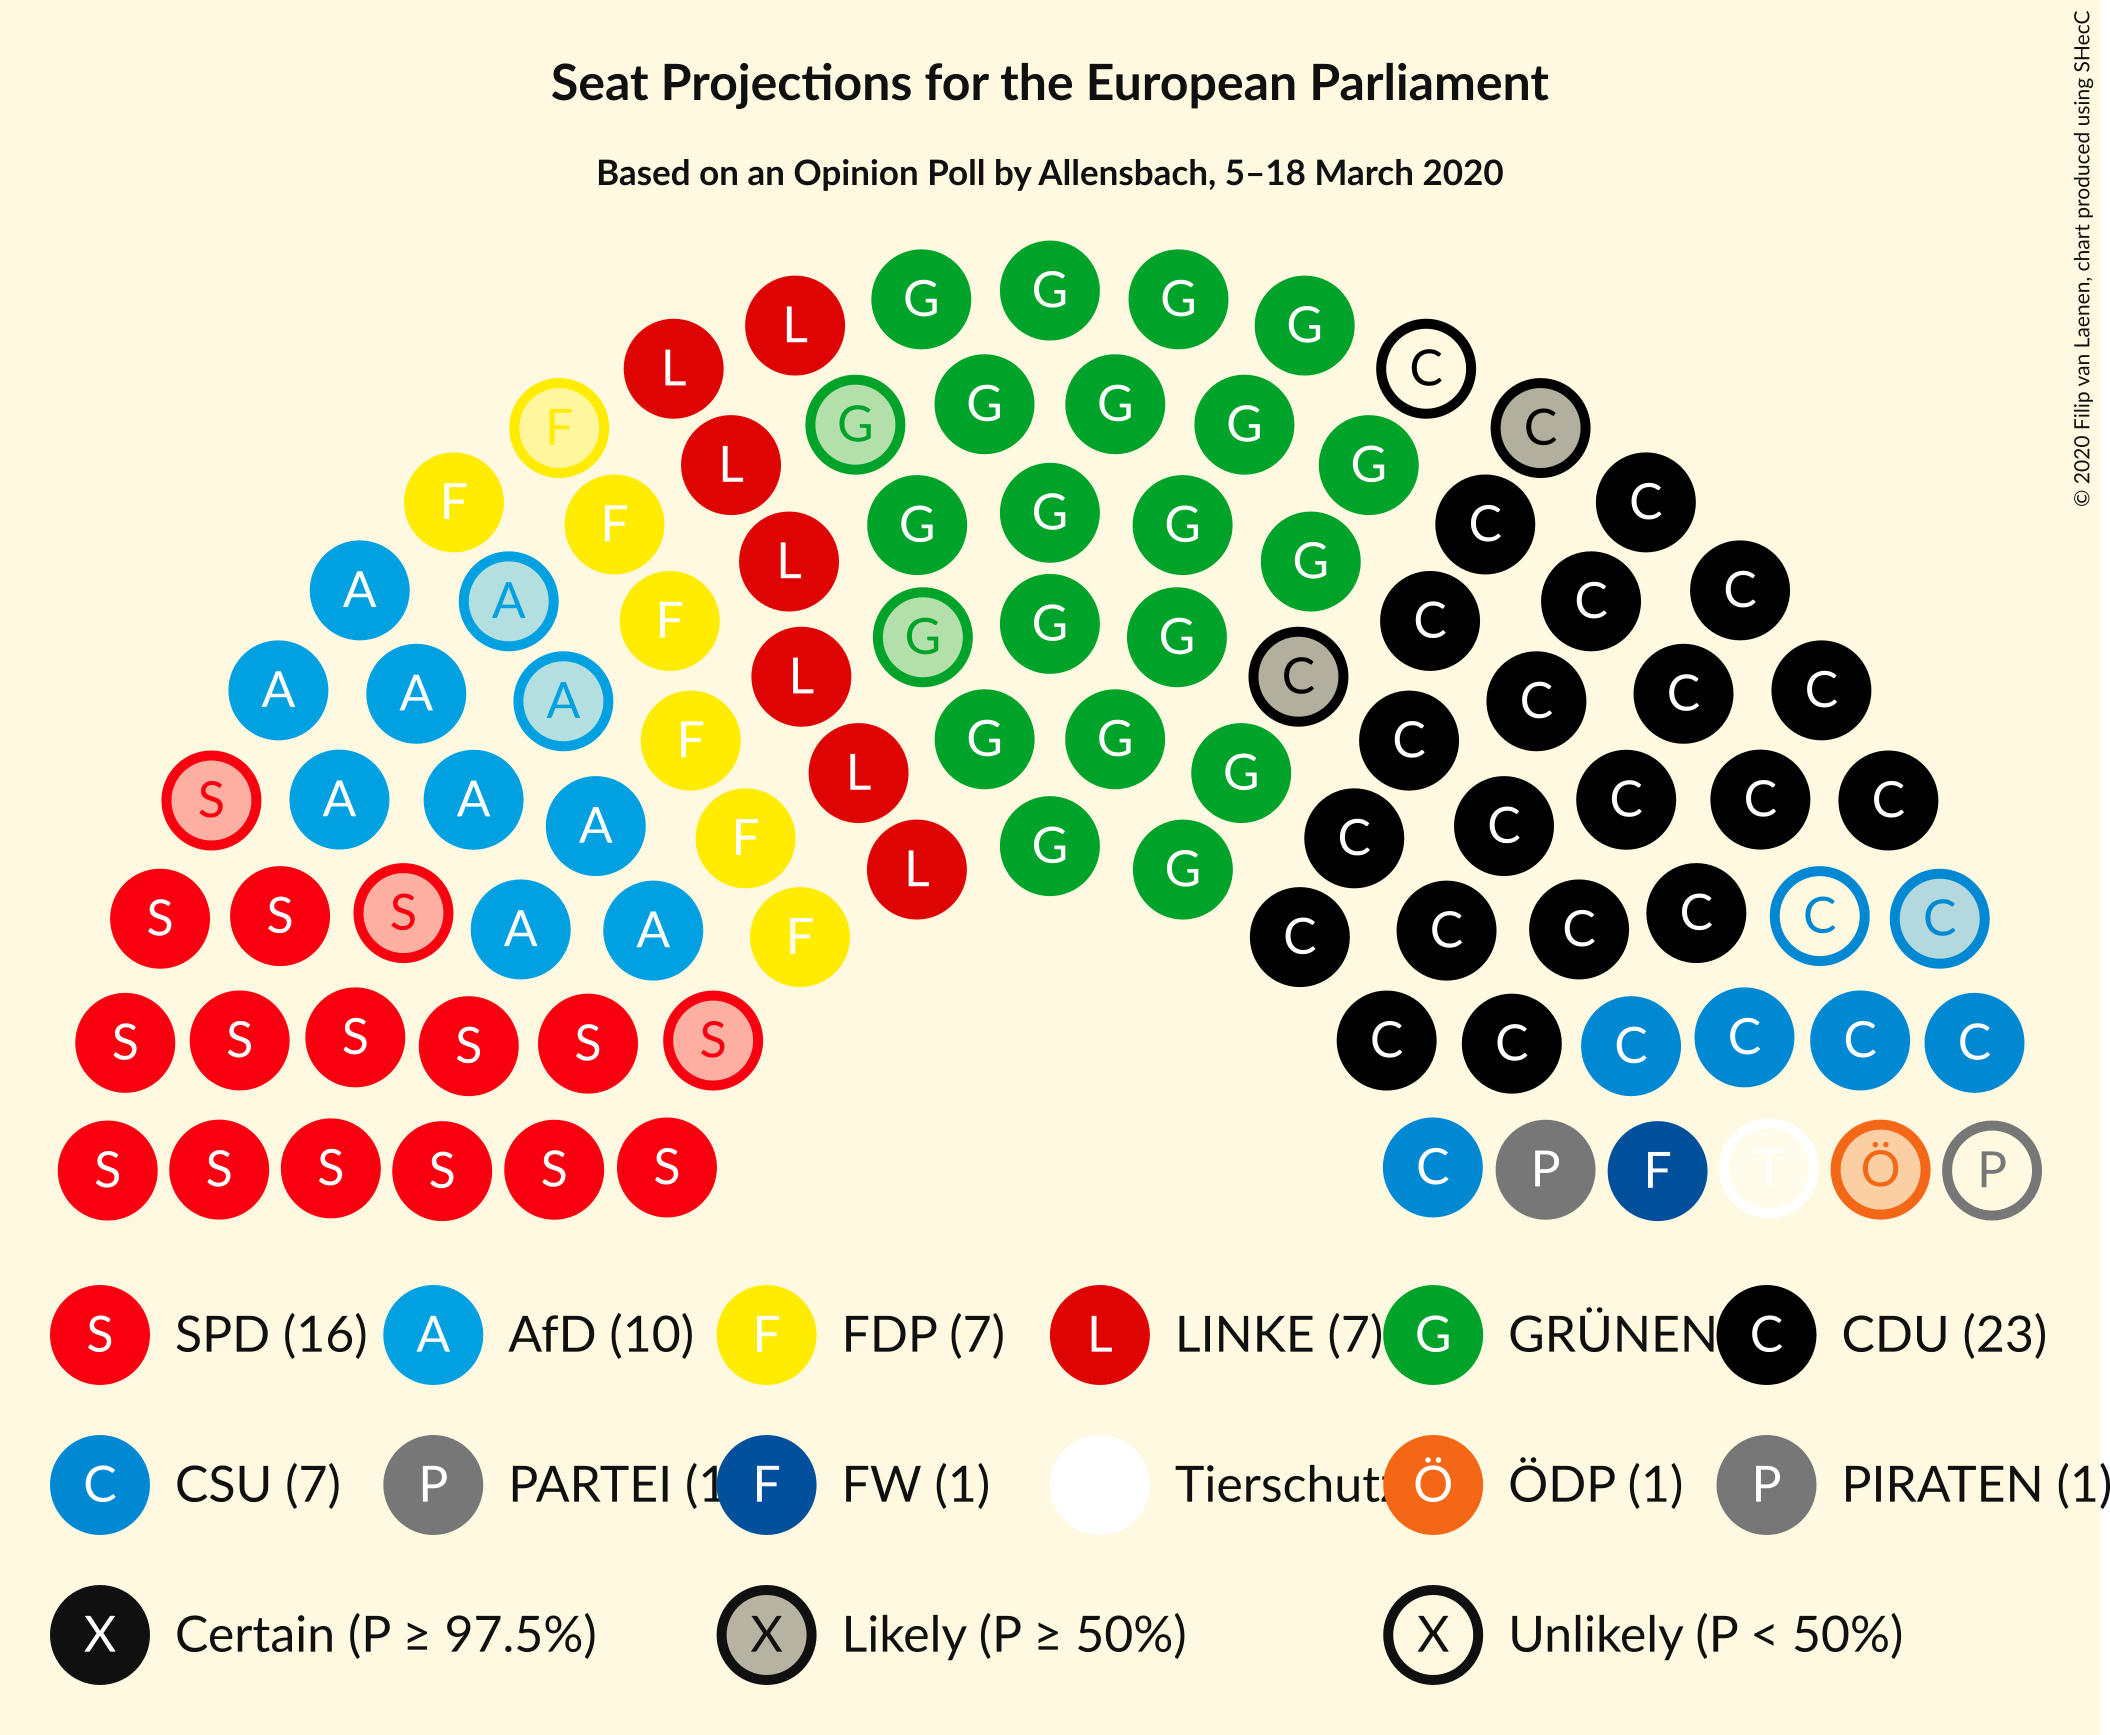 Seat Projections for the European Parliament
Based on an Opinion Poll by Allensbach, 5–18 March 2020
© 2020 Filip van Laenen, chart produced using SHecC
G G G G
L L C
G G G G G
F C
L G G G G C
F F L G C C
A A F L G G G C C C C
A A A F L G G G C C C C C
S A A A F L G G C C C C C C
S S S A A F L C C C C C C
S S S S S S C C C C C C
S S S S S S C P F T Ö P
S SPD (16) A AfD (10) F FDP (7) L LINKE (7) G GRÜNEN C CDU (23)
C CSU (7) P PARTEI (1 F FW (1) Tierschutz Ö ÖDP (1) P PIRATEN (1)
X Certain (P ≥ 97.5%) X Likely (P ≥ 50%) X Unlikely (P < 50%)